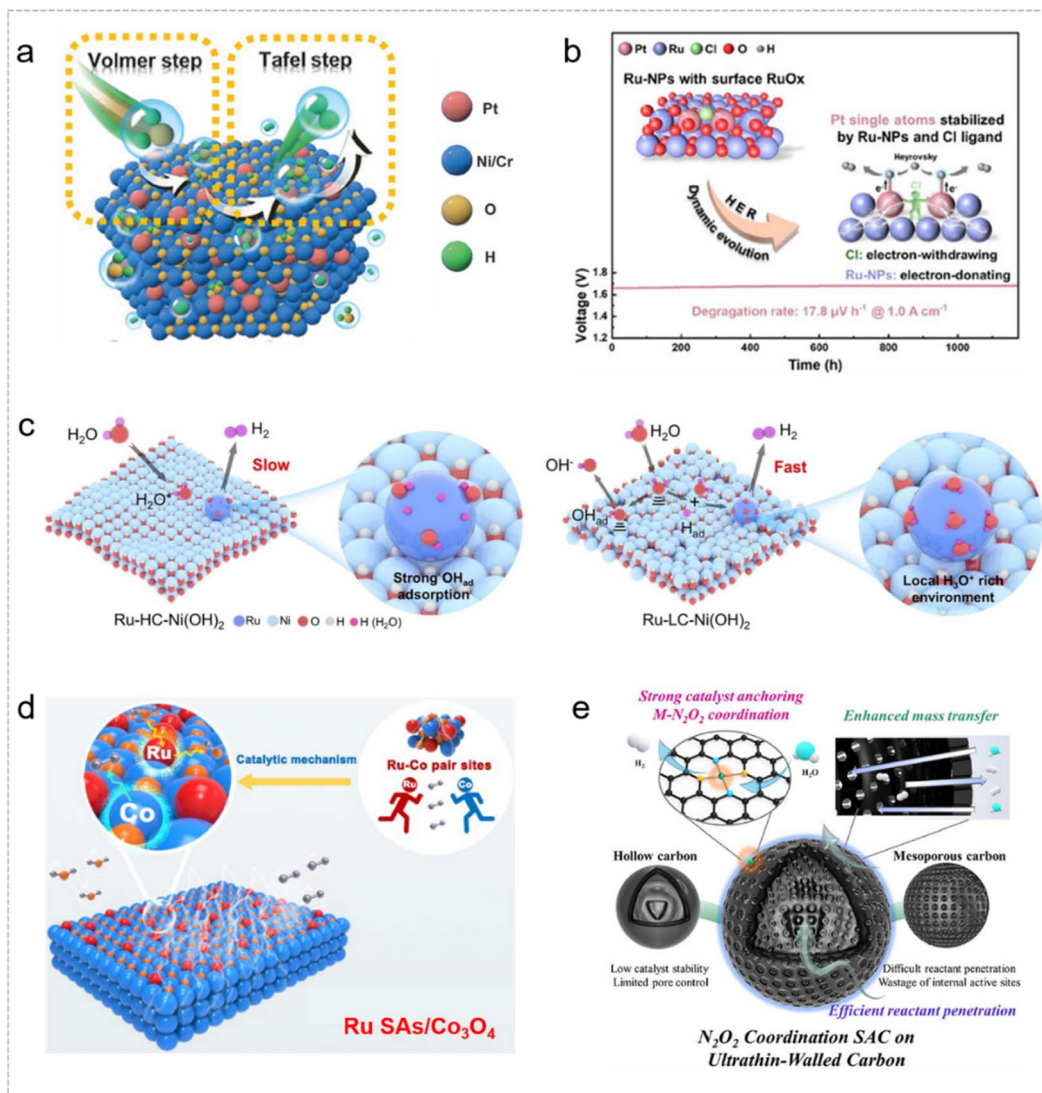 a
Volmer step
Tafel step
Pt
Ni/Cr
O
H
b
Pt Ru Cl O H
Ru-NPs with surface RuOx
Pt single atoms stabilized
by Ru-NPs and Cl ligand
Heyrovsky
e⁻ Cl e⁻
HER
Dynamic evolution
Cl: electron-withdrawing
Ru-NPs: electron-donating
Voltage (V)
1.8
1.6
1.4
1.2
Degragation rate: 17.8 µV h⁻¹ @ 1.0 A cm⁻²
0 200 400 600 800 1000
Time (h)
c
H₂O
H₂
Slow
H₂O*
Strong OHad
adsorption
Ru-HC-Ni(OH)₂
Ru Ni O H H (H₂O)
H₂O
H₂
OH⁻
Fast
OHad
+
Had
Local H₃O⁺ rich
environment
Ru-LC-Ni(OH)₂
d
Ru
Co
Catalytic mechanism
Ru-Co pair sites
Ru
Co
Ru SAs/Co₃O₄
e
Strong catalyst anchoring
M-N₂O₂ coordination
Enhanced mass transfer
H₂
H₂O
Hollow carbon
Mesoporous carbon
Low catalyst stability
Limited pore control
Difficult reactant penetration
Wastage of internal active sites
Efficient reactant penetration
N₂O₂ Coordination SAC on
Ultrathin-Walled Carbon